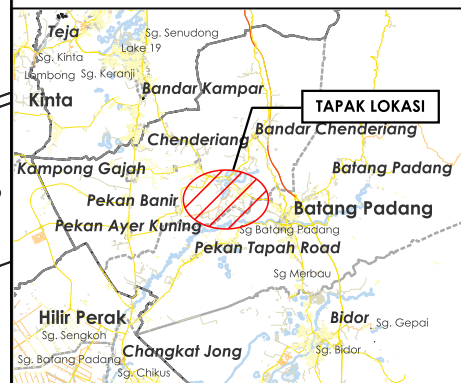 Teja
Sg. Senudong
Lake 19
Sg. Kinta
Lombong
Sg. Keranji
Kinta
Bandar Kampar
TAPAK LOKASI
Chenderiang
Bandar Chenderiang
Kampong Gajah
Batang Padang
Pekan Banir
Batang Padang
Pekan Ayer Kuning
Sg Batang Padang
Pekan Tapah Road
Sg Merbau
Hilir Perak
Bidor
Sg. Gepai
Sg. Sengkoh
Sg. Batang Padang
Changkat Jong
Sg. Bidor
Sg. Chikus